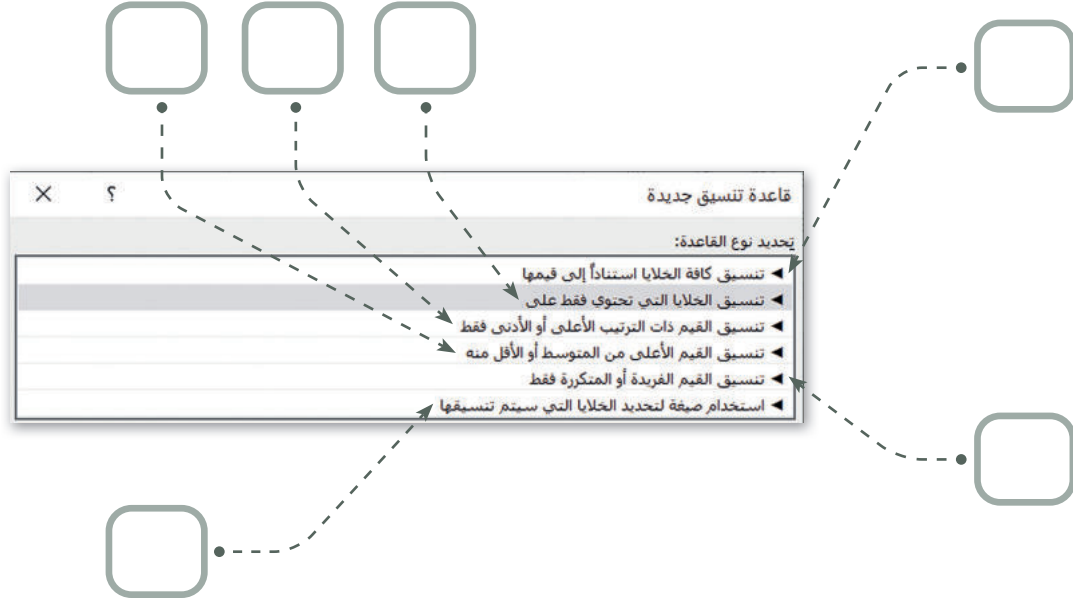 قاعدة تنسيق جديدة ؟ ×
تحديد نوع القاعدة:
◄ تنسيق كافة الخلايا استناداً إلى قيمها
◄ تنسيق الخلايا التي تحتوي فقط على
◄ تنسيق القيم ذات الترتيب الأعلى أو الأدنى فقط
◄ تنسيق القيم الأعلى من المتوسط أو الأقل منه
◄ تنسيق القيم الفريدة أو المتكررة فقط
◄ استخدام صيغة لتحديد الخلايا التي سيتم تنسيقها